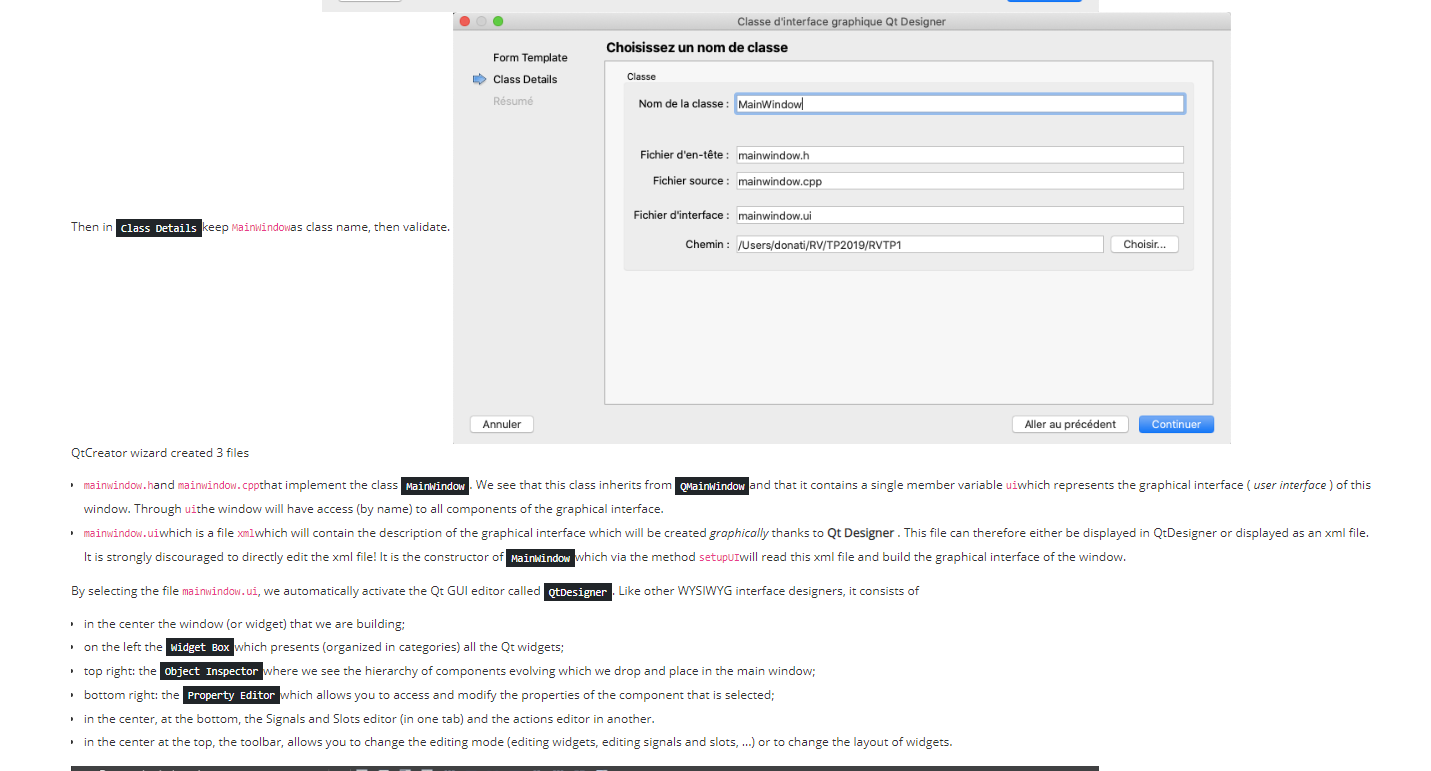 Classe d'interface graphique Qt Designer
Form Template
Class Details
Résumé
Choisissez un nom de classe
Classe
Nom de la classe : MainWindow
Fichier d'en-tête : mainwindow.h
Fichier source : mainwindow.cpp
Fichier d'interface : mainwindow.ui
Chemin : /Users/donati/RV/TP2019/RVTP1 Choisir...
Annuler Aller au précédent Continuer
Then in Class Details keep MainWindowas class name, then validate.
QtCreator wizard created 3 files
mainwindow.hand mainwindow.cppthat implement the class MainWindow . We see that this class inherits from QMainWindow and that it contains a single member variable uiwhich represents the graphical interface ( user interface ) of this
window. Through uithe window will have access (by name) to all components of the graphical interface.
mainwindow.uiwhich is a file xmlwhich will contain the description of the graphical interface which will be created graphically thanks to Qt Designer . This file can therefore either be displayed in QtDesigner or displayed as an xml file.
It is strongly discouraged to directly edit the xml file! It is the constructor of MainWindow which via the method setupUIwill read this xml file and build the graphical interface of the window.
By selecting the file mainwindow.ui, we automatically activate the Qt GUI editor called QtDesigner . Like other WYSIWYG interface designers, it consists of
in the center the window (or widget) that we are building;
on the left the Widget Box which presents (organized in categories) all the Qt widgets;
top right: the Object Inspector where we see the hierarchy of components evolving which we drop and place in the main window;
bottom right: the Property Editor which allows you to access and modify the properties of the component that is selected;
in the center, at the bottom, the Signals and Slots editor (in one tab) and the actions editor in another.
in the center at the top, the toolbar, allows you to change the editing mode (editing widgets, editing signals and slots, ...) or to change the layout of widgets.